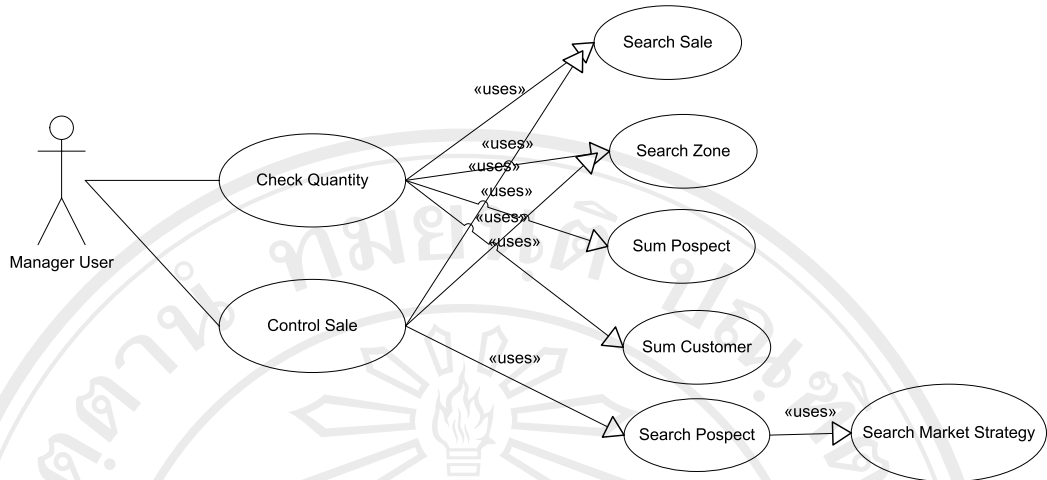 Search Sale
«uses»
Search Zone
«uses»
«uses»
Check Quantity
«uses»
«uses»
«uses»
Sum Pospect
Manager User
Control Sale
Sum Customer
«uses»
«uses»
Search Pospect
Search Market Strategy